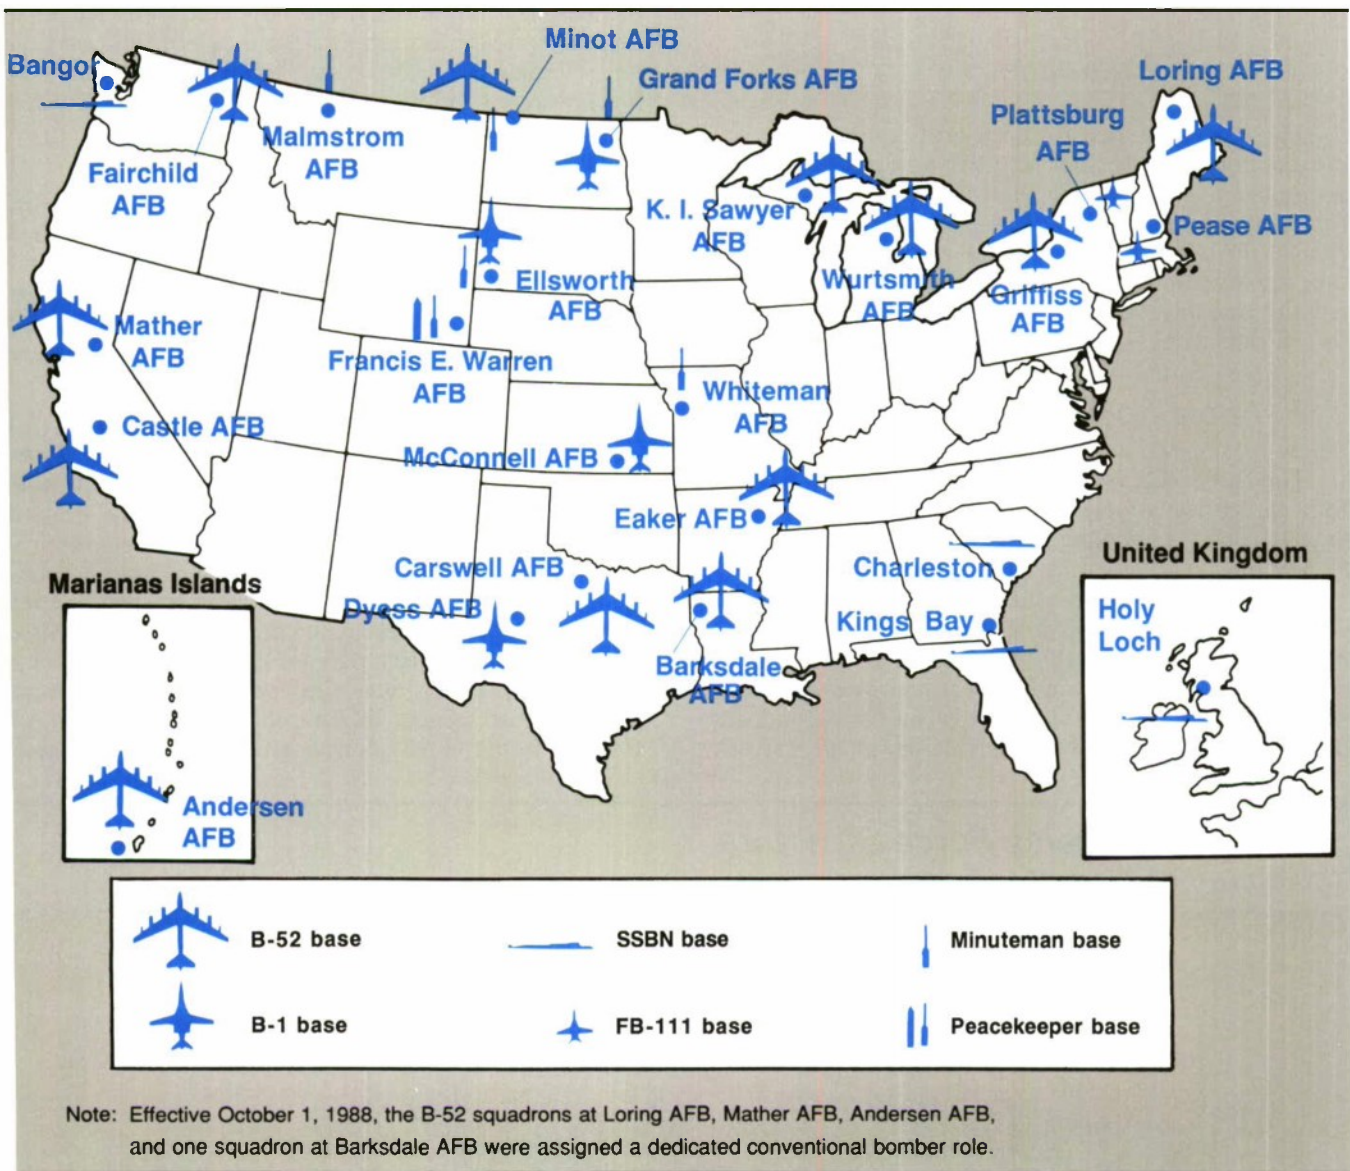 Minot AFB
Bangor
Grand Forks AFB
Loring AFB
Plattsburg
AFB
Malmstrom
AFB
Fairchild
AFB
K. I. Sawyer
AFB
Pease AFB
Ellsworth
AFB
Wurtsmith
AFB
Griffiss
AFB
Mather
AFB
Francis E. Warren
AFB
Whiteman
AFB
Castle AFB
McConnell AFB
Eaker AFB
Carswell AFB
Charleston
Dyess AFB
Kings Bay
Barksdale
AFB
Marianas Islands
Andersen
AFB
United Kingdom
Holy
Loch
B-52 base
SSBN base
Minuteman base
B-1 base
FB-111 base
Peacekeeper base
Note: Effective October 1, 1988, the B-52 squadrons at Loring AFB, Mather AFB, Andersen AFB,
and one squadron at Barksdale AFB were assigned a dedicated conventional bomber role.